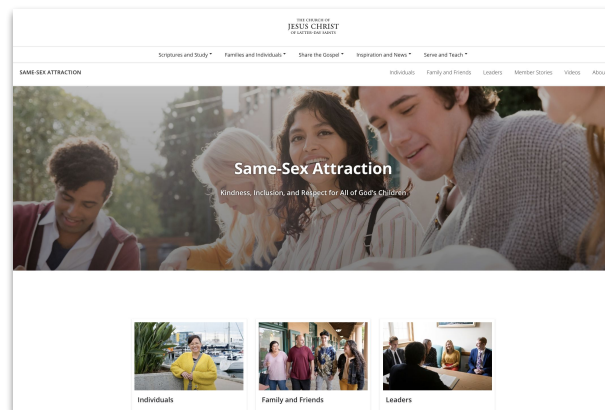 THE CHURCH OF
JESUS CHRIST
OF LATTER-DAY SAINTS
Scriptures and Study Families and Individuals Share the Gospel Inspiration and News Serve and Teach
SAME-SEX ATTRACTION Individuals Family and Friends Leaders Member Stories Videos Abou
Same-Sex Attraction
Kindness, Inclusion, and Respect for All of God's Children
Individuals Family and Friends Leaders